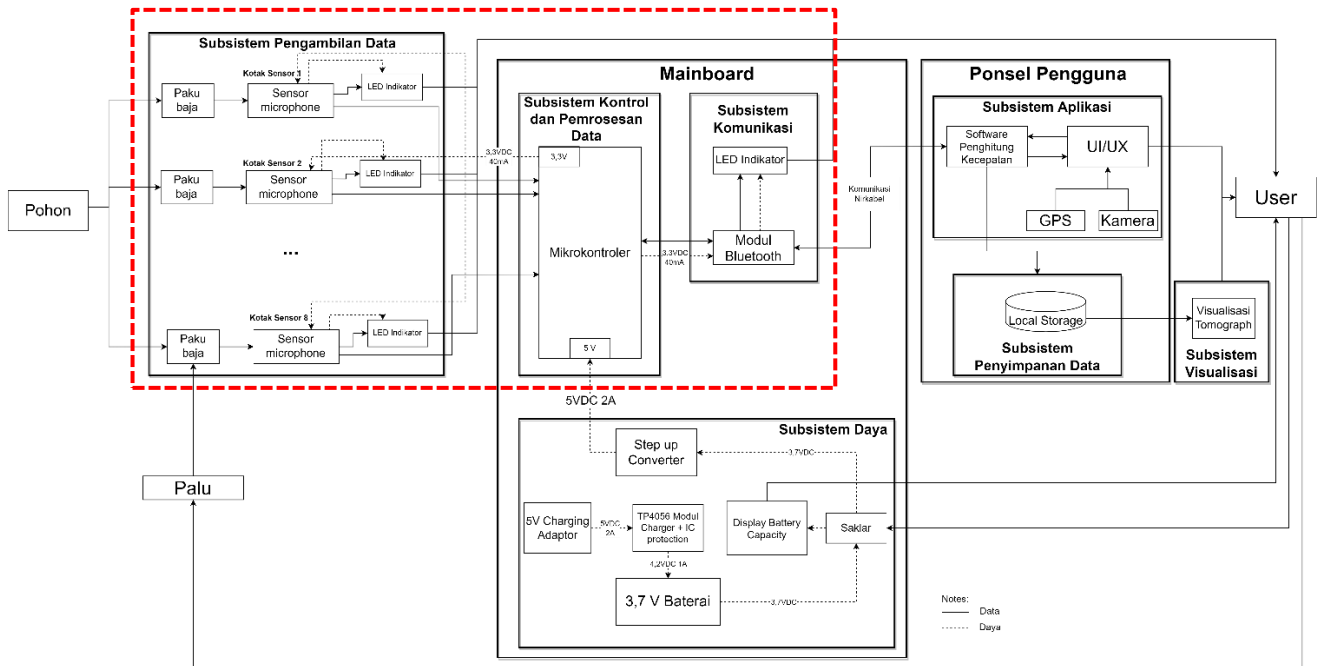 Subsistem Pengambilan Data
Kotak Sensor 1
Paku
baja
Sensor
microphone
LED Indikator
Kotak Sensor 2
Paku
baja
Sensor
microphone
LED Indikator
...
Kotak Sensor 8
Paku
baja
Sensor
microphone
LED Indikator
Pohon
Palu
Mainboard
Subsistem Kontrol
dan Pemrosesan
Data
3,3VDC
40mA
3,3V
Mikrokontroler
5 V
5VDC 2A
Subsistem
Komunikasi
LED Indikator
Modul
Bluetooth
3.3VDC
40mA
Komunikasi
Nirkabel
Subsistem Daya
Step up
Converter
3,7VDC
5V Charging
Adaptor
5VDC
2A
TP4056 Modul
Charger + IC
protection
Display Battery
Capacity
Saklar
4,2VDC 1A
3,7 V Baterai
3,7VDC
Ponsel Pengguna
Subsistem Aplikasi
Software
Penghitung
Kecepatan
UI/UX
GPS
Kamera
Local Storage
Subsistem
Penyimpanan Data
Visualisasi
Tomograph
Subsistem
Visualisasi
User
Notes:
Data
Daya